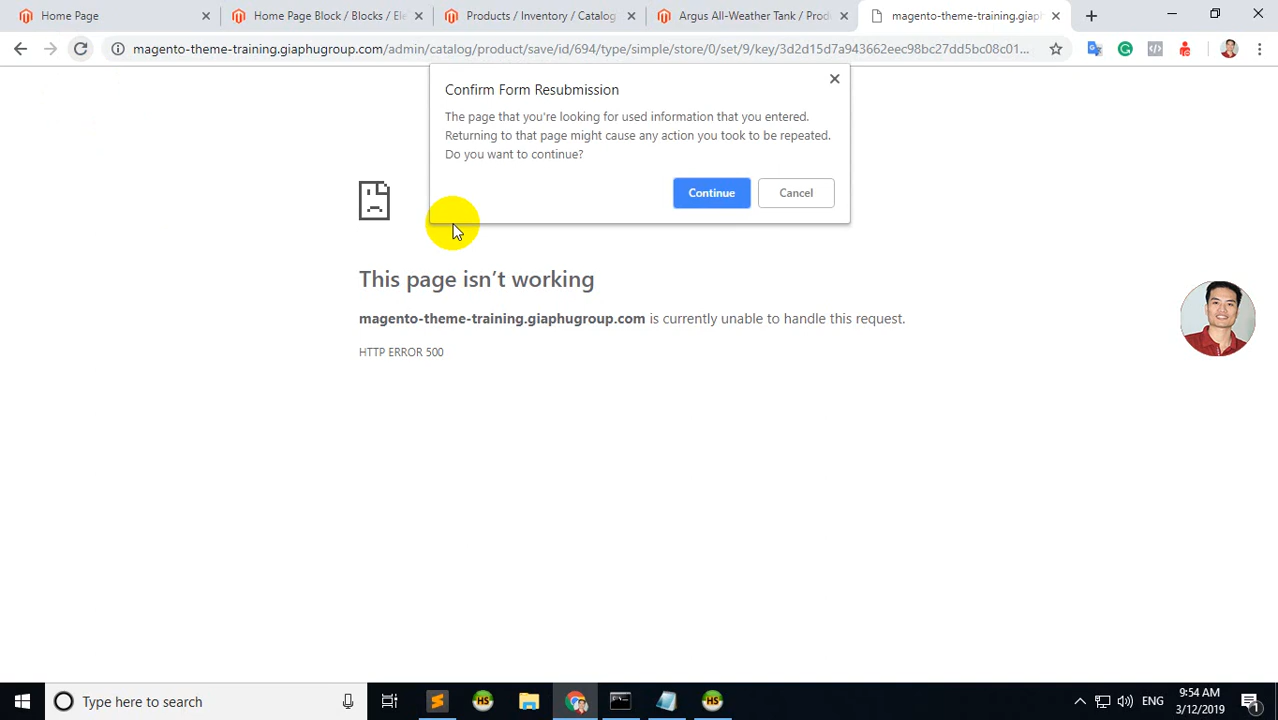 Home Page
Home Page Block / Blocks / Ele
Products / Inventory / Catalog
Argus All-Weather Tank / Prod
magento-theme-training.giaph
magento-theme-training.giaphugroup.com/admin/catalog/product/save/id/694/type/simple/store/0/set/9/key/3d2d15d7a943662eec98bc27dd5bc08c01...
Confirm Form Resubmission
The page that you're looking for used information that you entered.
Returning to that page might cause any action you took to be repeated.
Do you want to continue?
Continue
Cancel
This page isn't working
magento-theme-training.giaphugroup.com is currently unable to handle this request.
HTTP ERROR 500
Type here to search
HS
HS
ENG
9:54 AM
3/12/2019
1